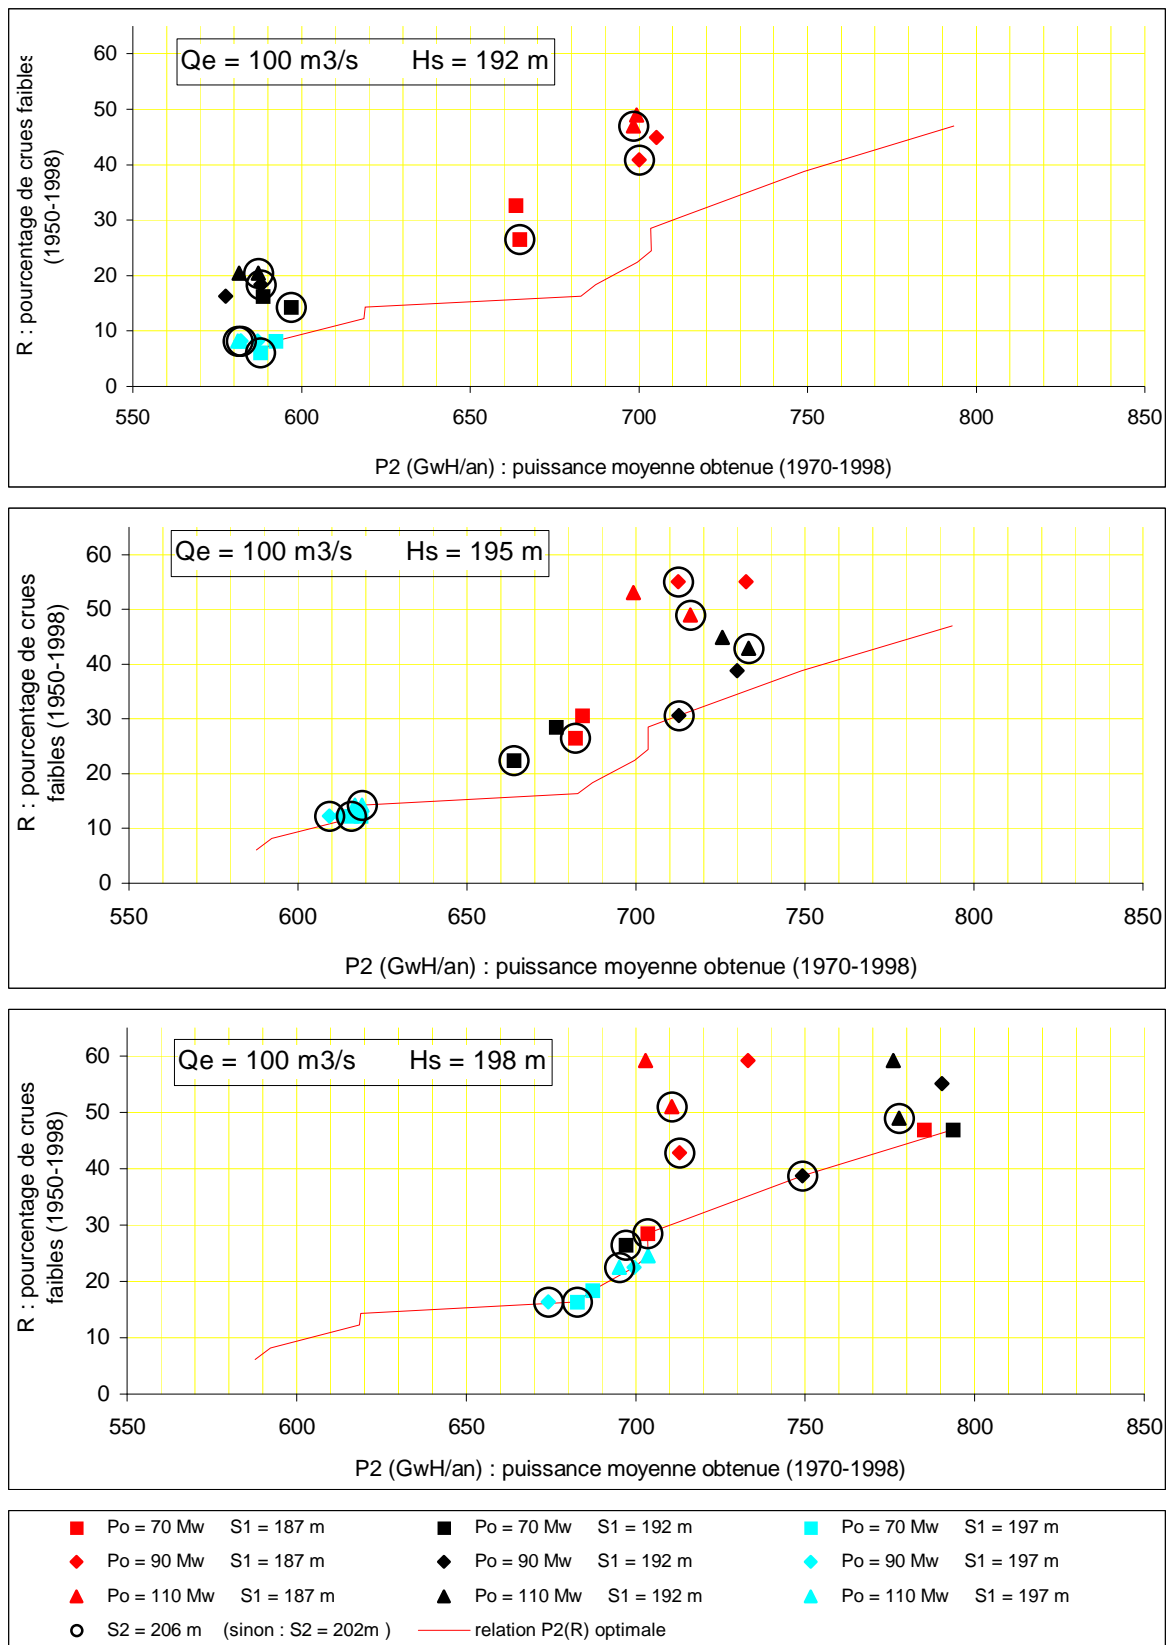 Qe = 100 m3/s Hs = 192 m
R : pourcentage de crues faibles
(1950-1998)
60
50
40
30
20
10
0
550 600 650 700 750 800 850
P2 (GwH/an) : puissance moyenne obtenue (1970-1998)
Qe = 100 m3/s Hs = 195 m
R : pourcentage de crues
faibles (1950-1998)
60
50
40
30
20
10
0
550 600 650 700 750 800 850
P2 (GwH/an) : puissance moyenne obtenue (1970-1998)
Qe = 100 m3/s Hs = 198 m
R : pourcentage de crues
faibles (1950-1998)
60
50
40
30
20
10
0
550 600 650 700 750 800 850
P2 (GwH/an) : puissance moyenne obtenue (1970-1998)
Po = 70 Mw S1 = 187 m Po = 70 Mw S1 = 192 m Po = 70 Mw S1 = 197 m
Po = 90 Mw S1 = 187 m Po = 90 Mw S1 = 192 m Po = 90 Mw S1 = 197 m
Po = 110 Mw S1 = 187 m Po = 110 Mw S1 = 192 m Po = 110 Mw S1 = 197 m
S2 = 206 m (sinon : S2 = 202m ) relation P2(R) optimale